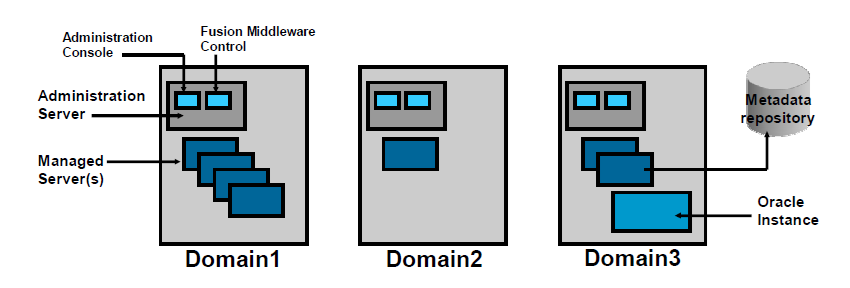 Administration
Console
Fusion Middleware
Control
Administration
Server
Managed
Server(s)
Metadata
repository
Oracle
Instance
Domain1
Domain2
Domain3